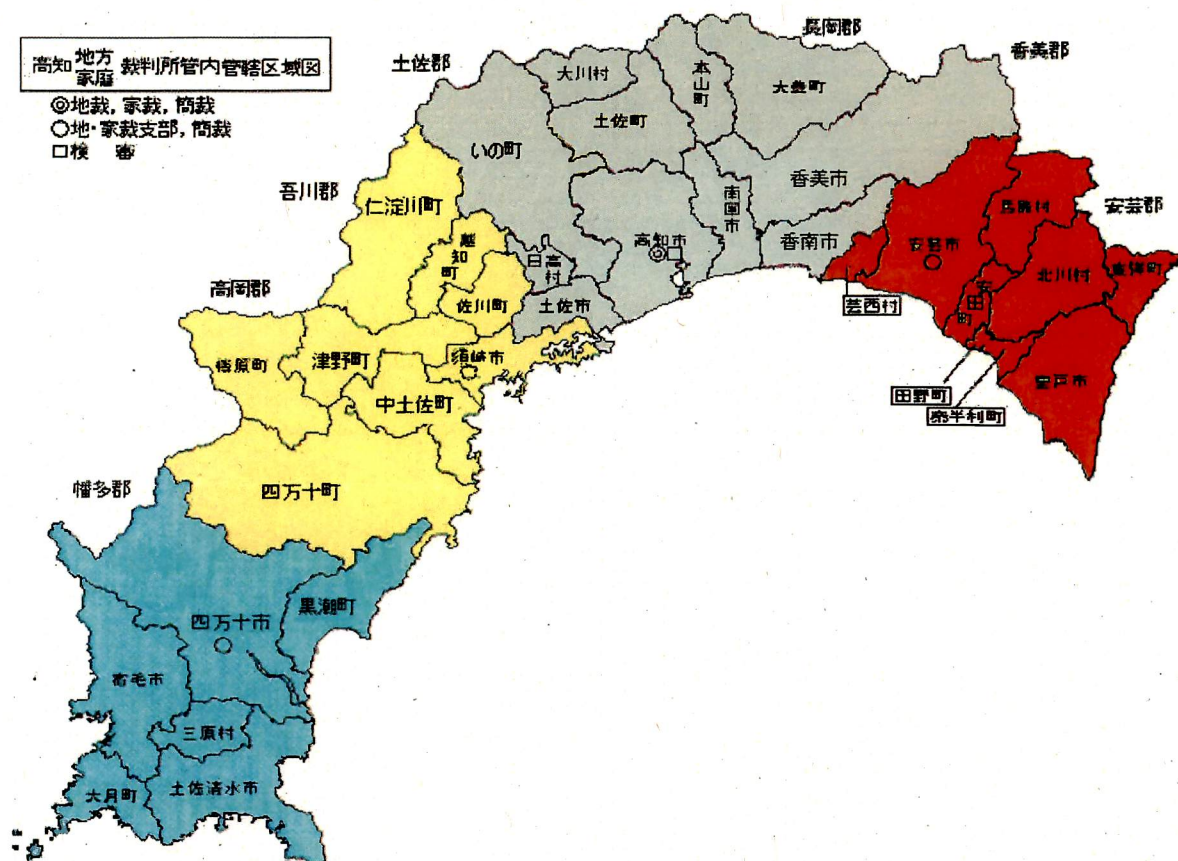 高知地方家庭裁判所管内管轄区域図
◎地裁，家裁，簡裁
○地・家裁支部，簡裁
□検 審
長岡郡
香美郡
土佐郡
大川村
本山町
大豊町
土佐町
いの町
吾川郡
仁淀川町
香美市
南国市
馬路村
安芸郡
越知町
高知市
香南市
安芸市
日高村
北川村
東洋町
高岡郡
佐川町
土佐市
芸西村
安田町
梼原町
津野町
須崎市
室戸市
中土佐町
田野町
奈半利町
幡多郡
四万十町
黒潮町
四万十市
宿毛市
三原村
大月町
土佐清水市